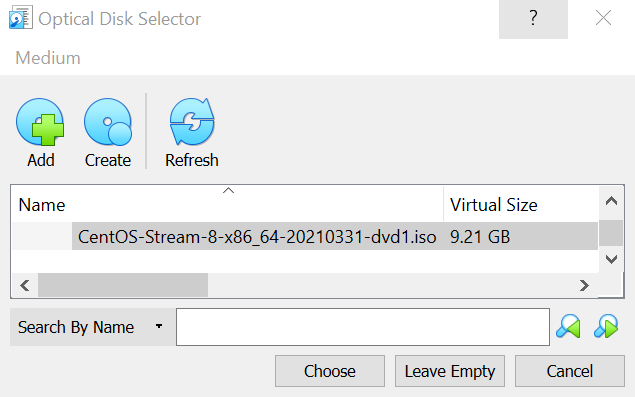 Optical Disk Selector ?
Medium
Add Create Refresh
Name Virtual Size
CentOS-Stream-8-x86_64-20210331-dvd1.iso 9.21 GB
Search By Name
Choose Leave Empty Cancel